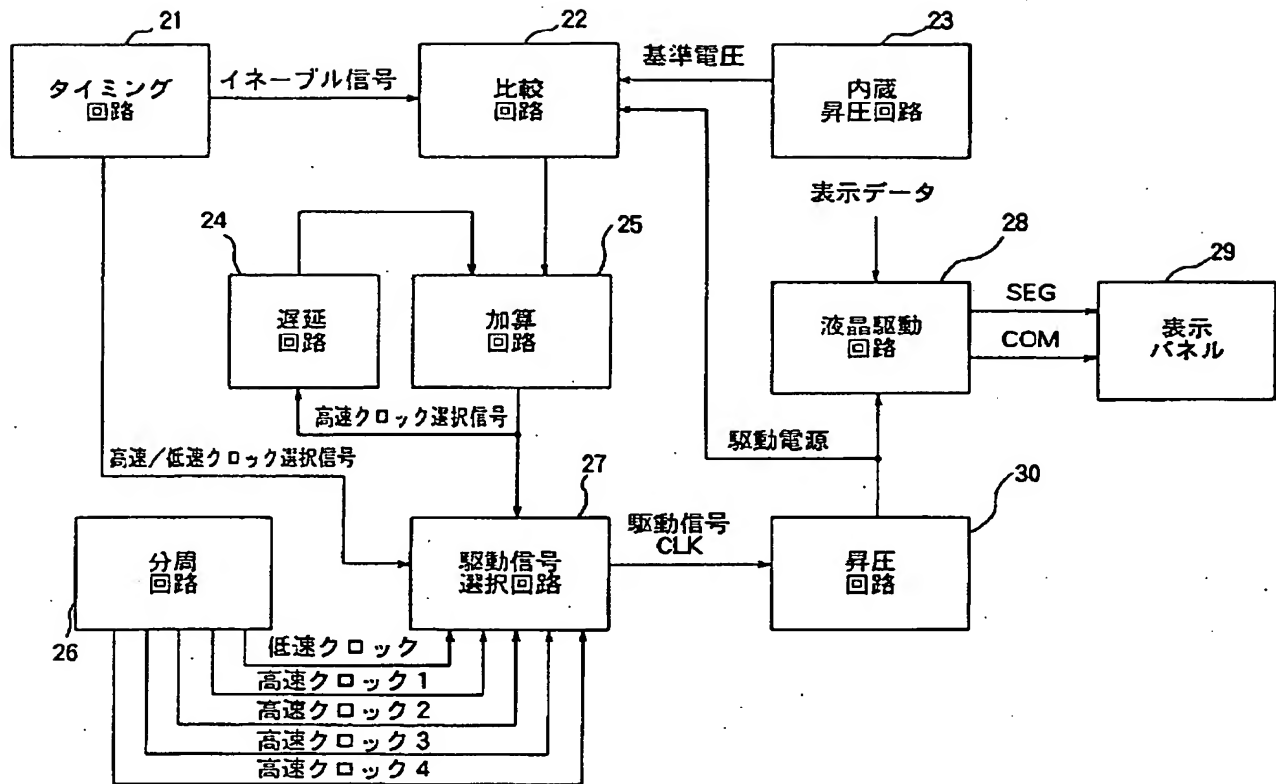 21
22
23
タイミング
回路
イネーブル信号
比較
回路
基準電圧
内蔵
昇圧回路
表示データ
24
25
28
29
遅延
回路
加算
回路
液晶駆動
回路
SEG
COM
表示
パネル
高速クロック選択信号
高速/低速クロック選択信号
駆動電源
27
30
分周
回路
26
駆動信号
選択回路
駆動信号
CLK
昇圧
回路
低速クロック
高速クロック1
高速クロック2
高速クロック3
高速クロック4